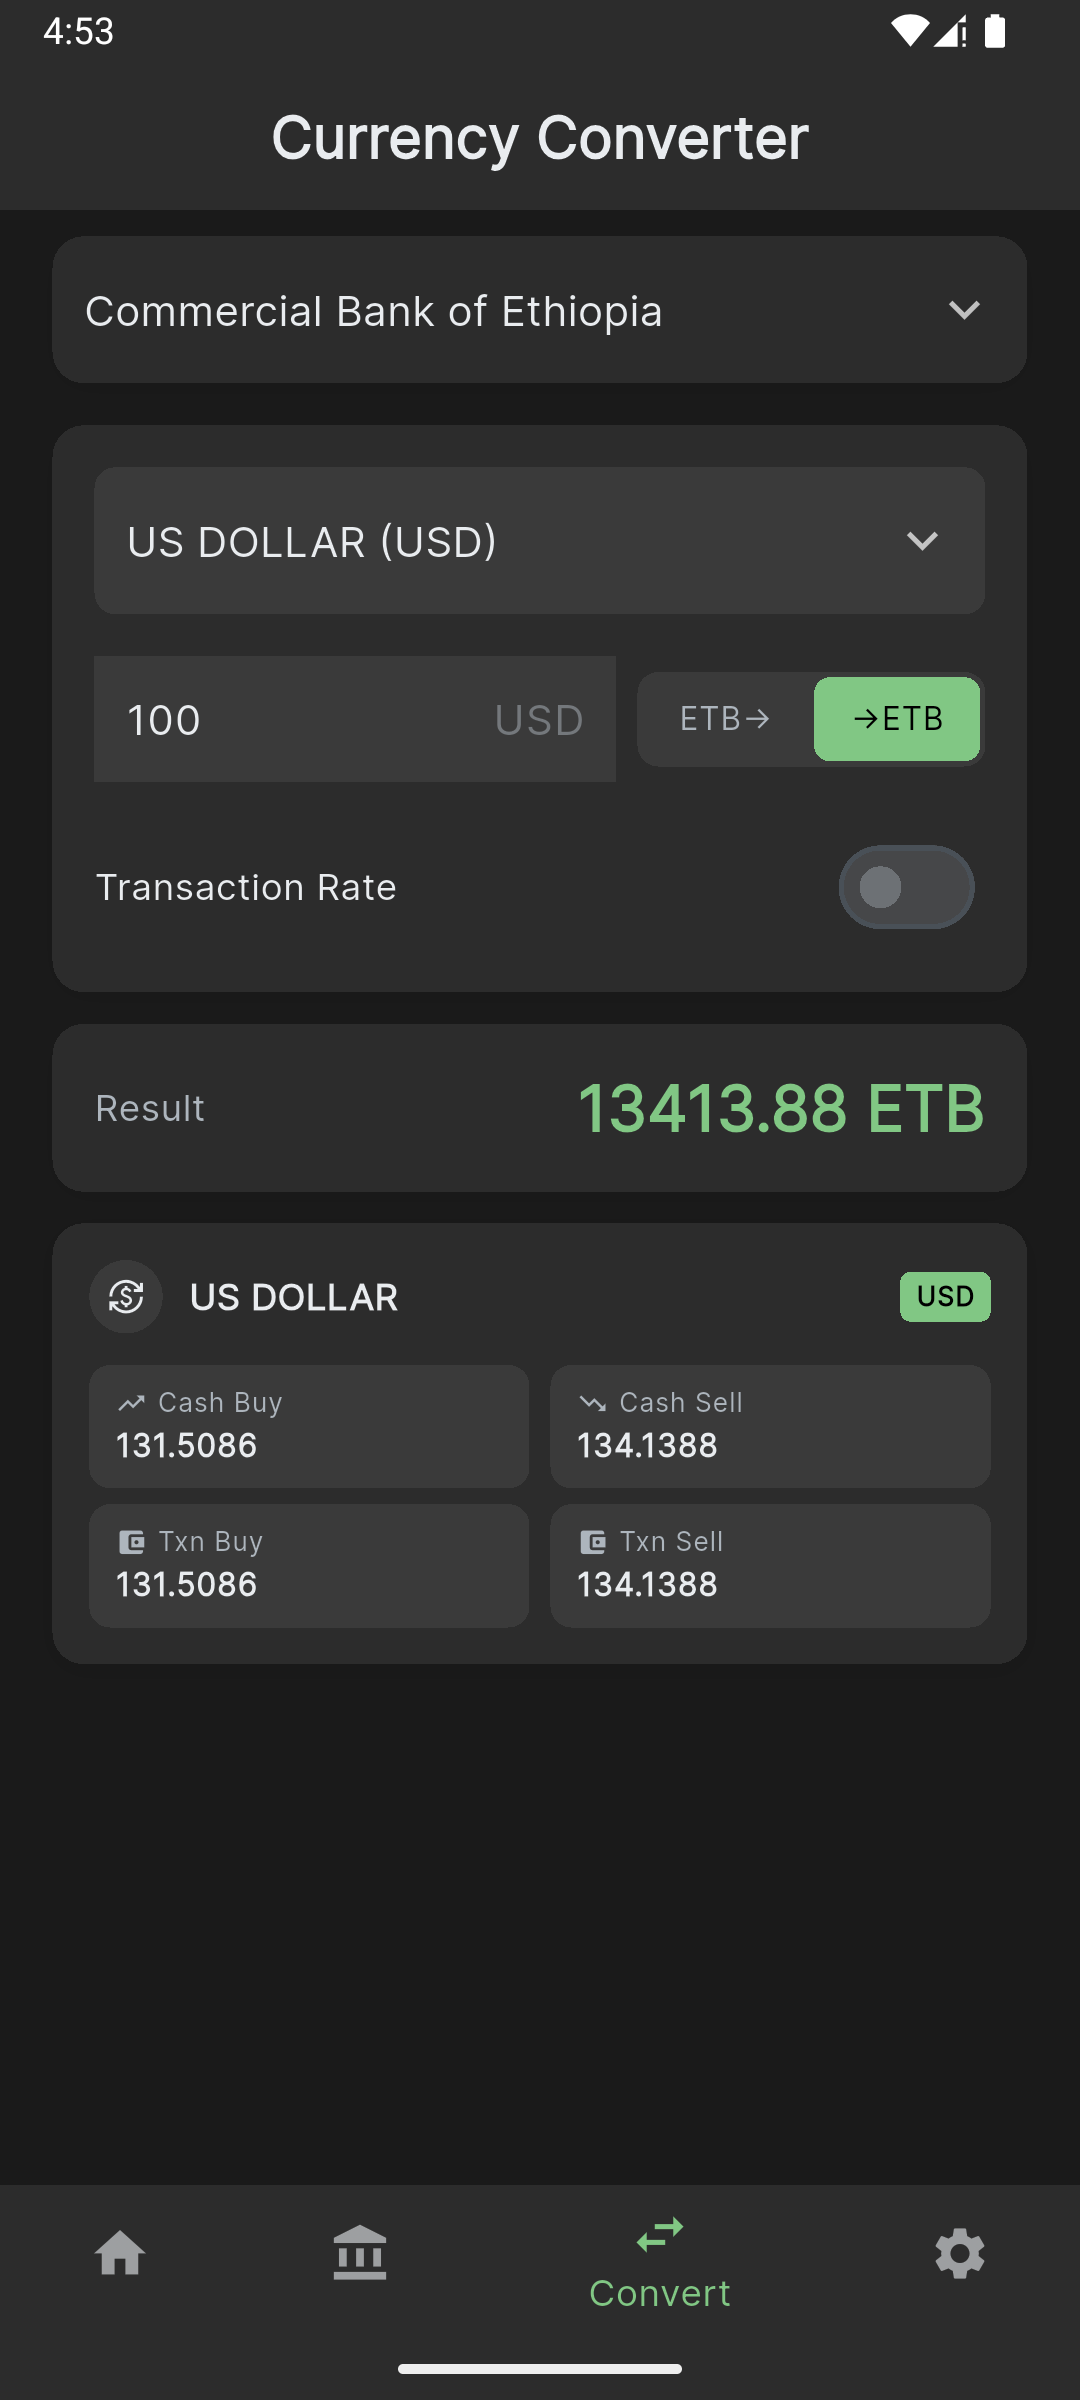 4:53
Currency Converter
Commercial Bank of Ethiopia
US DOLLAR (USD)
100 USD
ETB→ →ETB
Transaction Rate
Result 13413.88 ETB
US DOLLAR USD
Cash Buy Cash Sell
131.5086 134.1388
Txn Buy Txn Sell
131.5086 134.1388
Convert